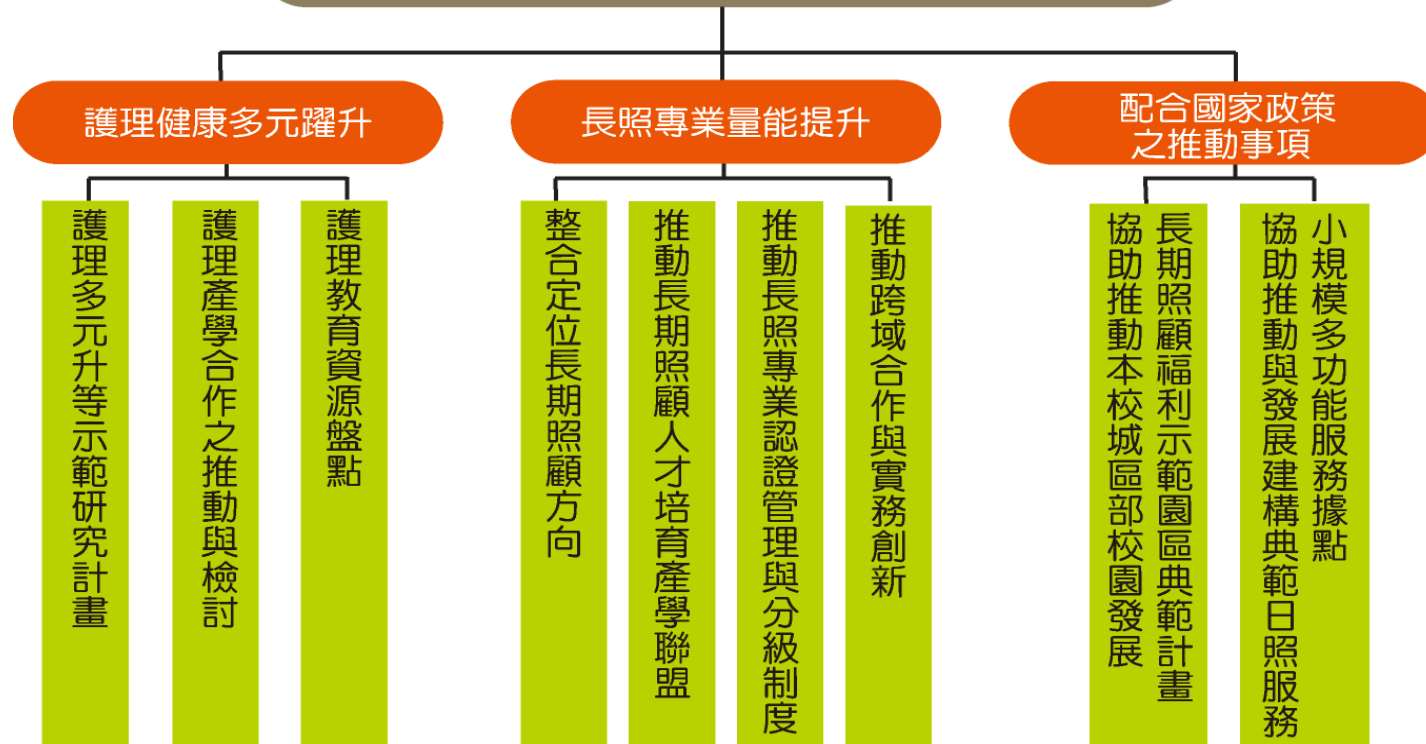 護理健康多元躍升
護理多元升等示範研究計畫
護理產學合作之推動與檢討
護理教育資源盤點
長照專業量能提升
整合定位長期照顧方向
推動長期照顧人才培育產學聯盟
推動長照專業認證管理與分級制度
推動跨域合作與實務創新
配合國家政策
之推動事項
協助推動本校城區部校園發展
長期照顧福利示範園區典範計畫
協助推動與發展建構典範日照服務
小規模多功能服務據點